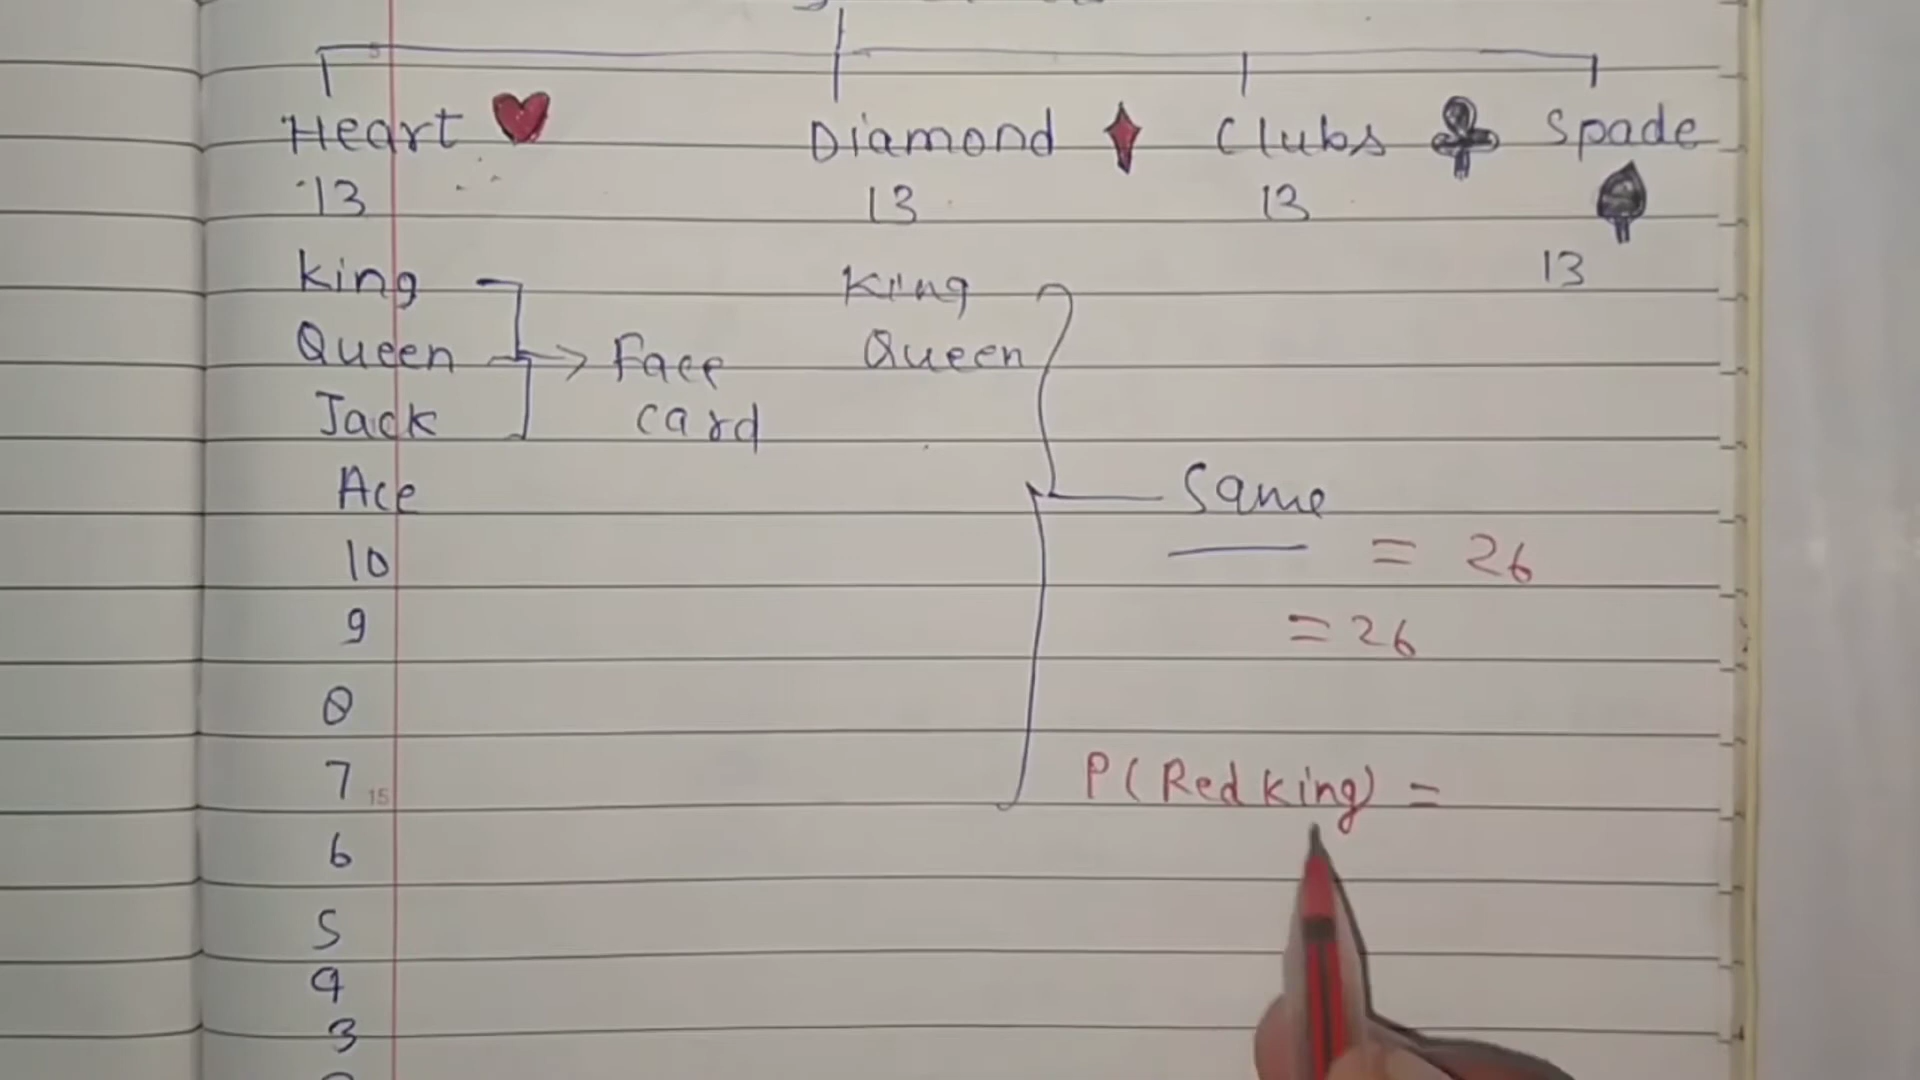 Heart Diamond Clubs Spade
13 13 13
13
King King
Queen Face Queen
Jack card
Ace Same
10 = 26
9 = 26
8
7 P(Red King) =
15
6
5
4
3